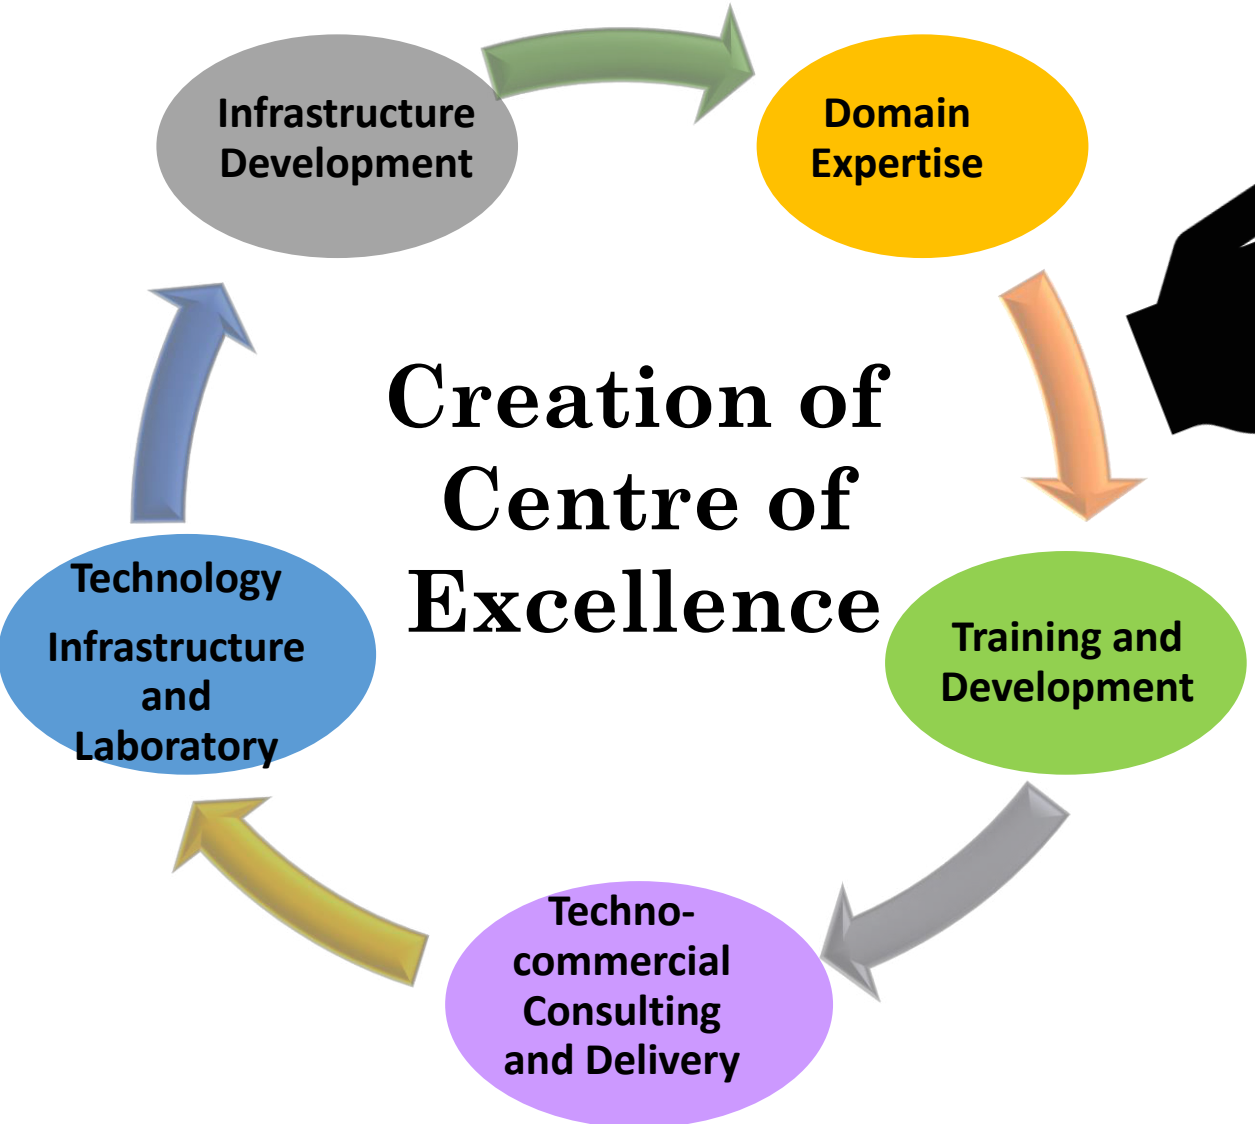 Infrastructure
Development
Domain
Expertise
Creation of
Centre of
Excellence
Training and
Development
Techno-
commercial
Consulting
and Delivery
Technology
Infrastructure
and
Laboratory